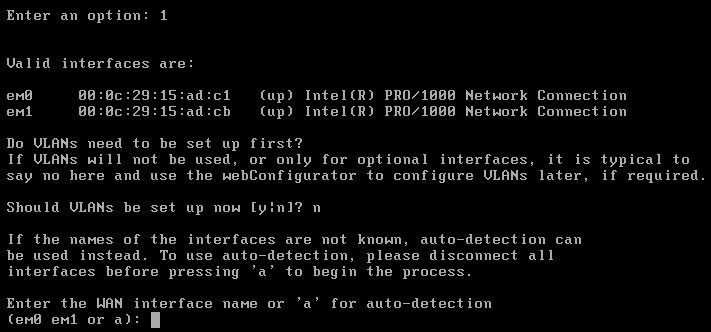 Enter an option: 1
Valid interfaces are:
em0     00:0c:29:15:ad:c1   (up) Intel(R) PRO/1000 Network Connection
em1     00:0c:29:15:ad:cb   (up) Intel(R) PRO/1000 Network Connection
Do VLANs need to be set up first?
If VLANs will not be used, or only for optional interfaces, it is typical to
say no here and use the webConfigurator to configure VLANs later, if required.
Should VLANs be set up now [y|n]? n
If the names of the interfaces are not known, auto-detection can
be used instead. To use auto-detection, please disconnect all
interfaces before pressing 'a' to begin the process.
Enter the WAN interface name or 'a' for auto-detection
(em0 em1 or a):